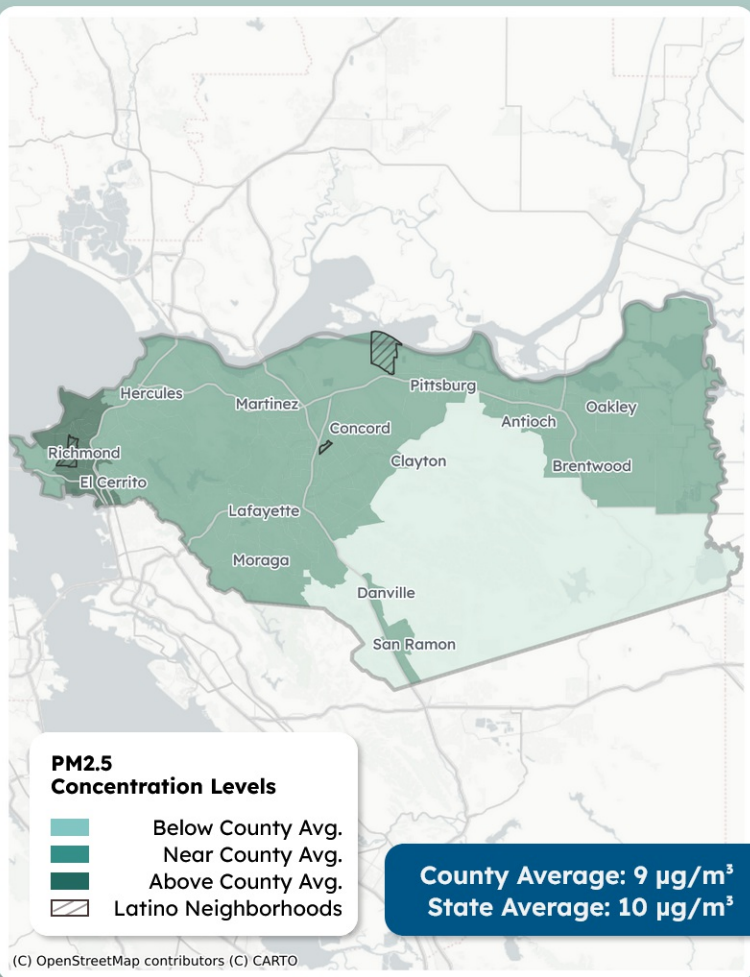 Hercules
Martinez
Pittsburg
Oakley
Antioch
Concord
Richmond
Clayton
Brentwood
El Cerrito
Lafayette
Moraga
Danville
San Ramon
PM2.5
Concentration Levels
Below County Avg.
Near County Avg.
Above County Avg.
Latino Neighborhoods
County Average: 9 µg/m³
State Average: 10 µg/m³
(C) OpenStreetMap contributors (C) CARTO